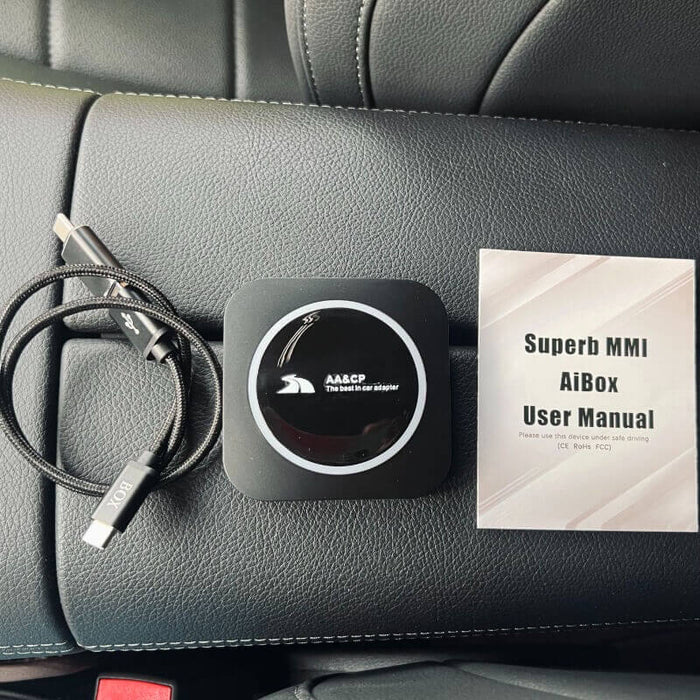 AA&CP
The best in car adapter
Superb MMI
AiBox
User Manual
Please use this device under safe driving
(CE RoHs FCC)
BOX